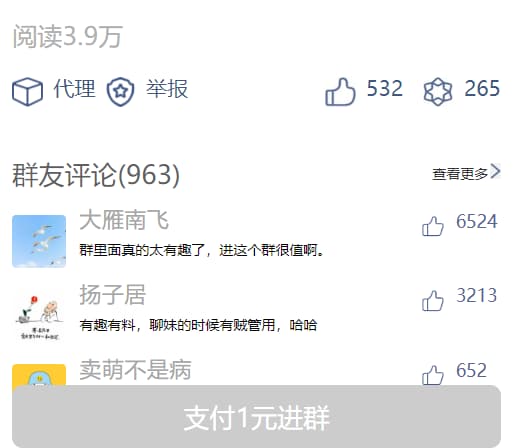 阅读3.9万
代理 举报 532 265
群友评论(963) 查看更多
大雁南飞 6524
群里面真的太有趣了，进这个群很值啊。
扬子居 3213
有趣有料，聊妹的时候有贼管用，哈哈
卖萌不是病 652
支付1元进群